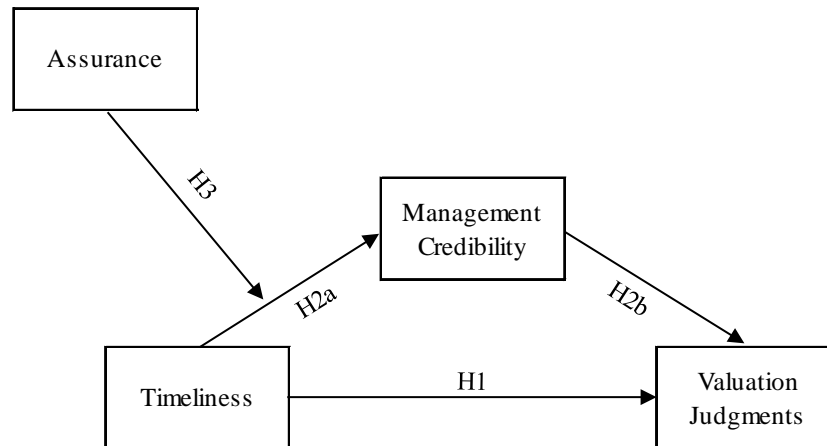 Assurance
H3
Management
Credibility
H2a
H2b
H1
Timeliness
Valuation
Judgments